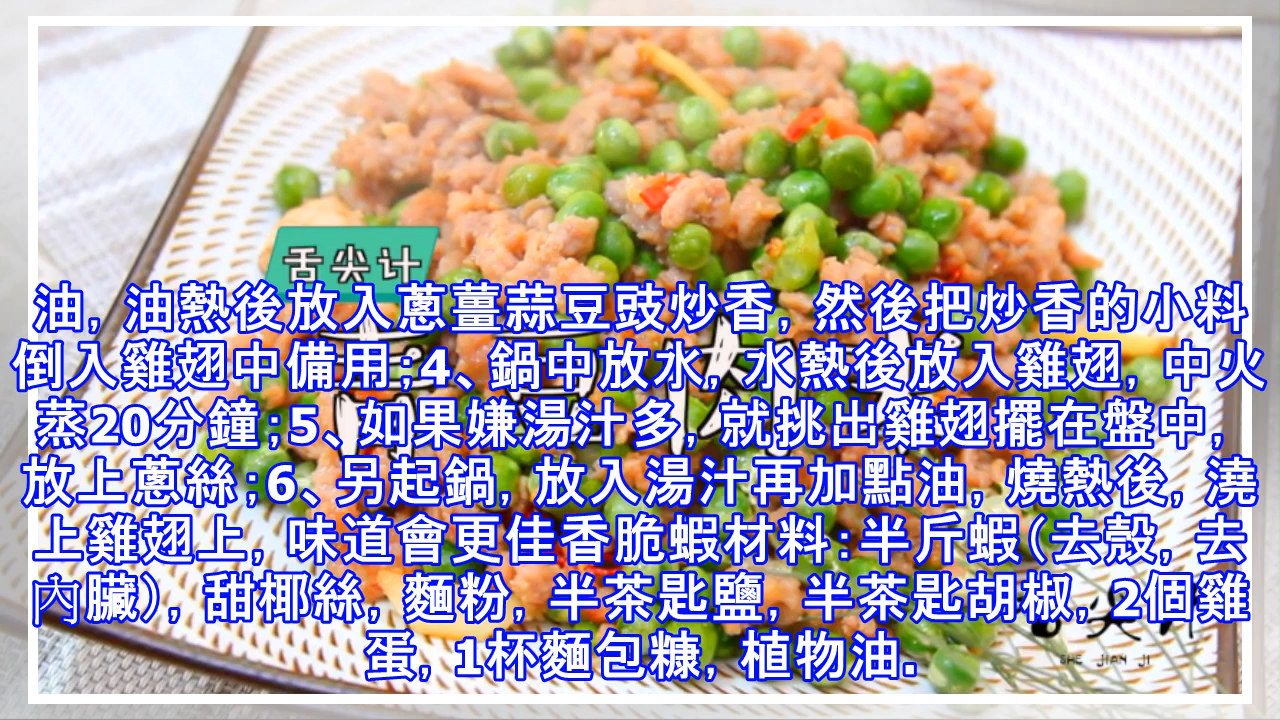 舌尖计
油, 油熱後放入蔥薑蒜豆豉炒香, 然後把炒香的小料
倒入雞翅中備用;4、鍋中放水, 水熱後放入雞翅, 中火
蒸20分鐘;5、如果嫌湯汁多, 就挑出雞翅擺在盤中,
放上蔥絲;6、另起鍋, 放入湯汁再加點油, 燒熱後, 澆
上雞翅上, 味道會更佳香脆蝦材料:半斤蝦(去殼, 去
內臟), 甜椰絲, 麵粉, 半茶匙鹽, 半茶匙胡椒, 2個雞
蛋, 1杯麵包糠, 植物油.
SHE JIAN JI